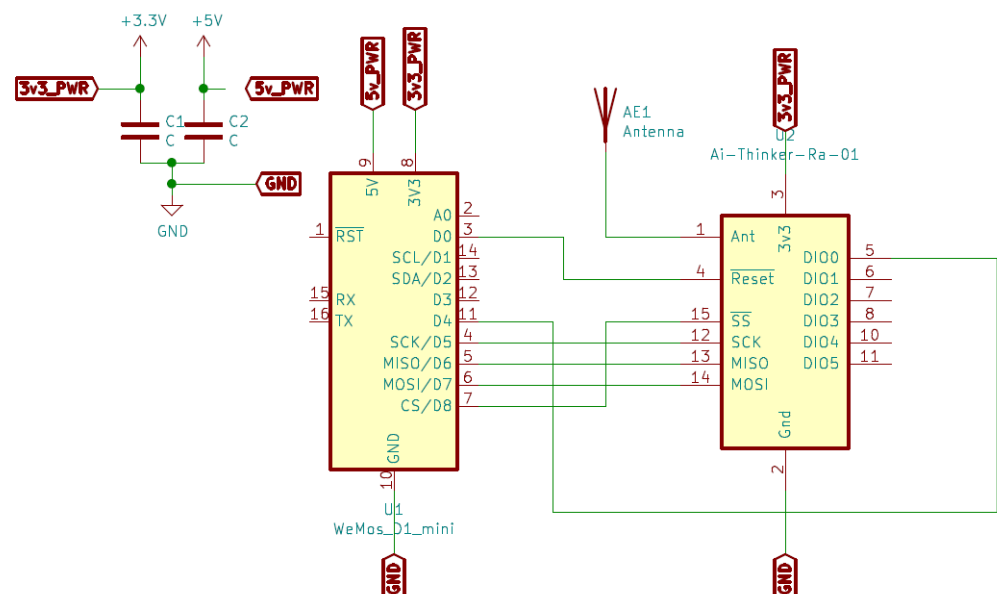 +3.3V
+5V
3v3_PWR
5v_PWR
C1
C
C2
C
GND
GND
5v_PWR
3v3_PWR
9
8
5V
3V3
A0
2
1
RST
D0
3
SCL/D1
14
SDA/D2
13
15
RX
D3
12
16
TX
D4
11
SCK/D5
4
MISO/D6
5
MOSI/D7
6
CS/D8
7
GND
10
U1
WeMos_D1_mini
GND
AE1
Antenna
3v3_PWR
U2
Ai-Thinker-Ra-01
3
3v3
1
Ant
DIO0
5
4
Reset
DIO1
6
DIO2
7
15
SS
DIO3
8
12
SCK
DIO4
10
13
MISO
DIO5
11
14
MOSI
Gnd
2
GND